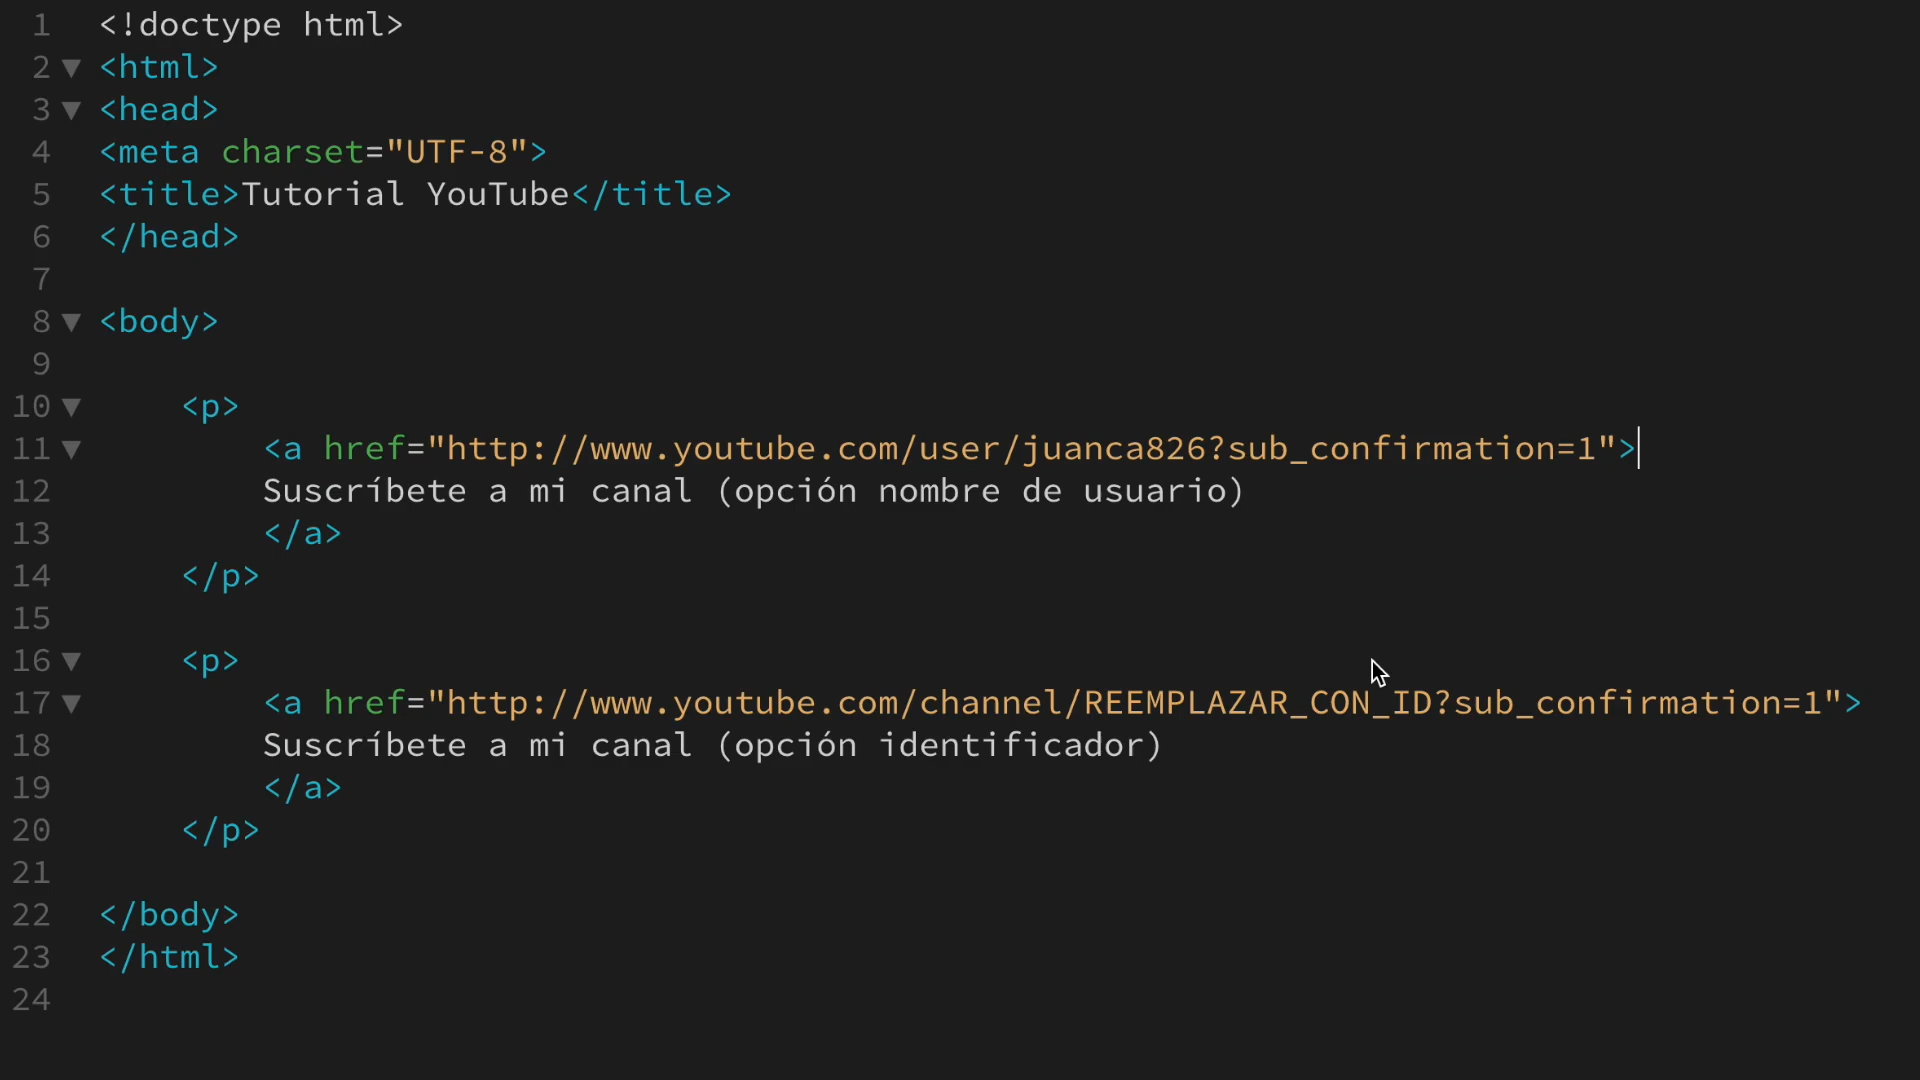 1 <!doctype html>
2 ▼ <html>
3 ▼ <head>
4 <meta charset="UTF-8">
5 <title>Tutorial YouTube</title>
6 </head>
7
8 ▼ <body>
9
10 ▼ <p>
11 ▼ <a href="http://www.youtube.com/user/juanca826?sub_confirmation=1">
12 Suscríbete a mi canal (opción nombre de usuario)
13 </a>
14 </p>
15
16 ▼ <p>
17 ▼ <a href="http://www.youtube.com/channel/REEMPLAZAR_CON_ID?sub_confirmation=1">
18 Suscríbete a mi canal (opción identificador)
19 </a>
20 </p>
21
22 </body>
23 </html>
24